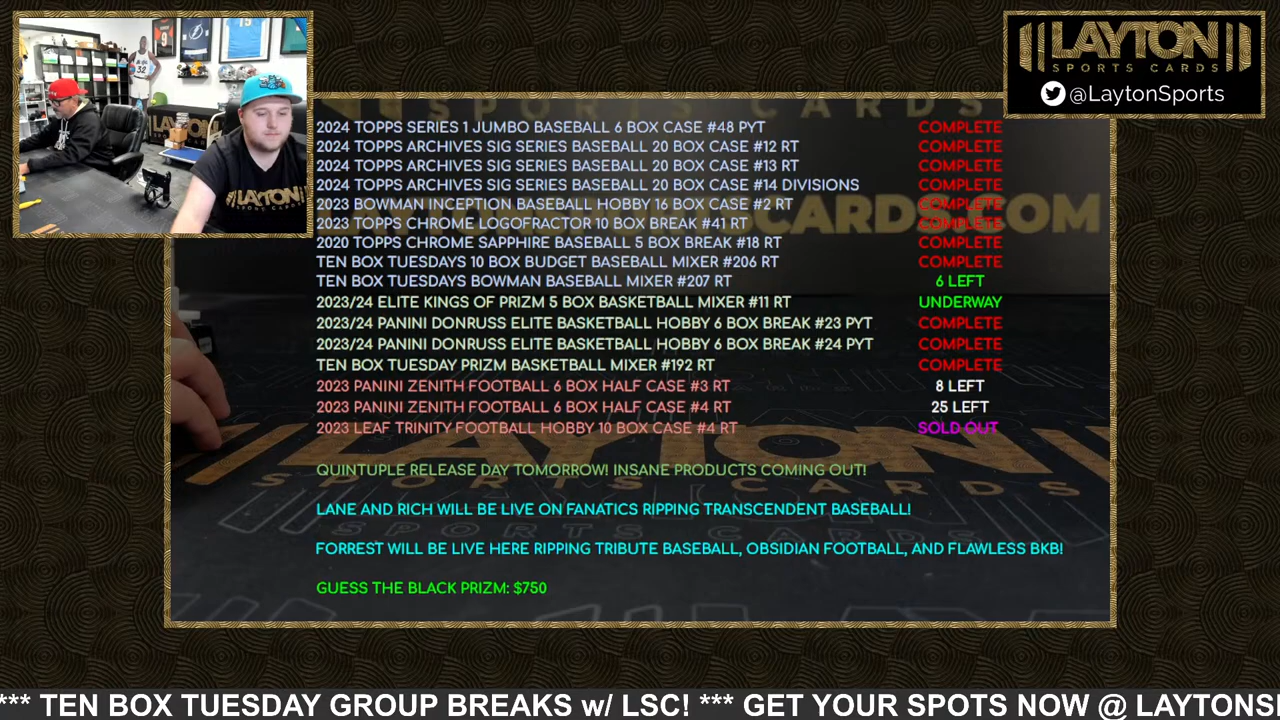 LAYTON
SPORTS CARDS
@LaytonSports
SPORTS CARDS
2024 TOPPS SERIES 1 JUMBO BASEBALL 6 BOX CASE #48 PYT COMPLETE
2024 TOPPS ARCHIVES SIG SERIES BASEBALL 20 BOX CASE #12 RT COMPLETE
2024 TOPPS ARCHIVES SIG SERIES BASEBALL 20 BOX CASE #13 RT COMPLETE
2024 TOPPS ARCHIVES SIG SERIES BASEBALL 20 BOX CASE #14 DIVISIONS COMPLETE
2023 BOWMAN INCEPTION BASEBALL HOBBY 16 BOX CASE #2 RT COMPLETE
CARDS.COM
2023 TOPPS CHROME LOGOFRACTOR 10 BOX BREAK #41 RT COMPLETE
2020 TOPPS CHROME SAPPHIRE BASEBALL 5 BOX BREAK #18 RT COMPLETE
TEN BOX TUESDAYS 10 BOX BUDGET BASEBALL MIXER #206 RT COMPLETE
TEN BOX TUESDAYS BOWMAN BASEBALL MIXER #207 RT 6 LEFT
2023/24 ELITE KINGS OF PRIZM 5 BOX BASKETBALL MIXER #11 RT UNDERWAY
2023/24 PANINI DONRUSS ELITE BASKETBALL HOBBY 6 BOX BREAK #23 PYT COMPLETE
2023/24 PANINI DONRUSS ELITE BASKETBALL HOBBY 6 BOX BREAK #24 PYT COMPLETE
TEN BOX TUESDAY PRIZM BASKETBALL MIXER #192 RT COMPLETE
2023 PANINI ZENITH FOOTBALL 6 BOX HALF CASE #3 RT 8 LEFT
2023 PANINI ZENITH FOOTBALL 6 BOX HALF CASE #4 RT 25 LEFT
2023 LEAF TRINITY FOOTBALL HOBBY 10 BOX CASE #4 RT SOLD OUT
LAYTON
SPORTS CARDS
QUINTUPLE RELEASE DAY TOMORROW! INSANE PRODUCTS COMING OUT!
LANE AND RICH WILL BE LIVE ON FANATICS RIPPING TRANSCENDENT BASEBALL!
FORREST WILL BE LIVE HERE RIPPING TRIBUTE BASEBALL, OBSIDIAN FOOTBALL, AND FLAWLESS BKB!
GUESS THE BLACK PRIZM: $750
LAYTON
*** TEN BOX TUESDAY GROUP BREAKS w/ LSC! *** GET YOUR SPOTS NOW @ LAYTONS